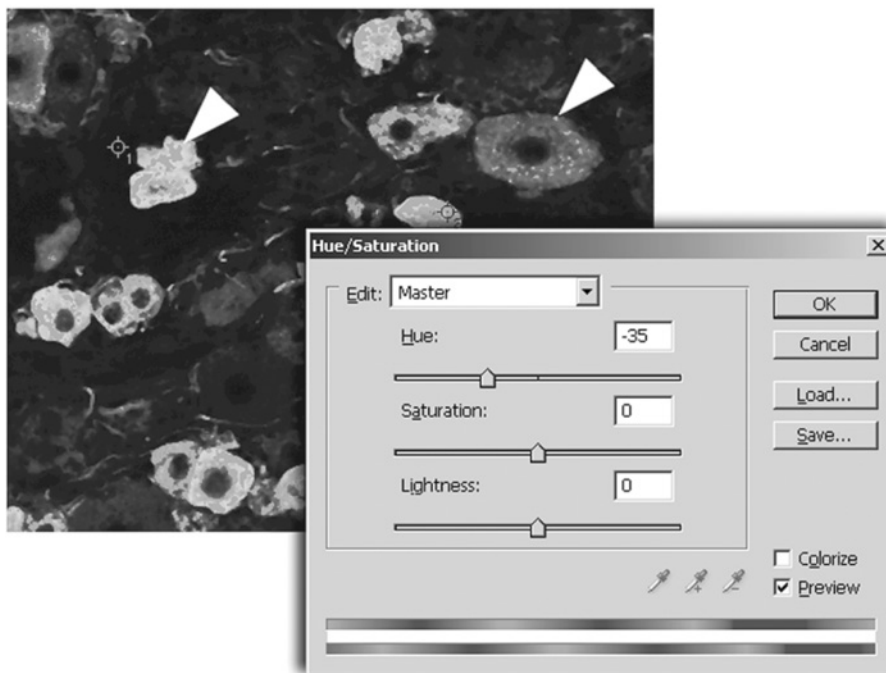 1
Hue/Saturation
Edit: Master
Hue: -35
Saturation: 0
Lightness: 0
OK
Cancel
Load...
Save...
Colorize
Preview